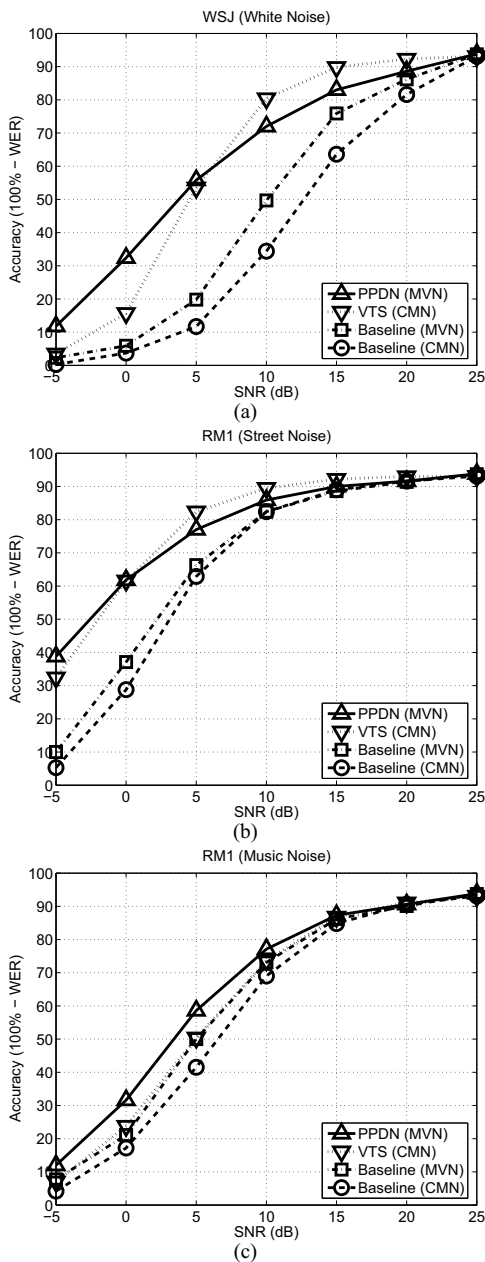 WSJ (White Noise)
Accuracy (100% − WER)
100
90
80
70
60
50
40
30
20
10
0
−5
0
5
10
15
20
25
SNR (dB)
PPDN (MVN)
VTS (CMN)
Baseline (MVN)
Baseline (CMN)
(a)
RM1 (Street Noise)
Accuracy (100% − WER)
100
90
80
70
60
50
40
30
20
10
0
−5
0
5
10
15
20
25
SNR (dB)
PPDN (MVN)
VTS (CMN)
Baseline (MVN)
Baseline (CMN)
(b)
RM1 (Music Noise)
Accuracy (100% − WER)
100
90
80
70
60
50
40
30
20
10
0
−5
0
5
10
15
20
25
SNR (dB)
PPDN (MVN)
VTS (CMN)
Baseline (MVN)
Baseline (CMN)
(c)